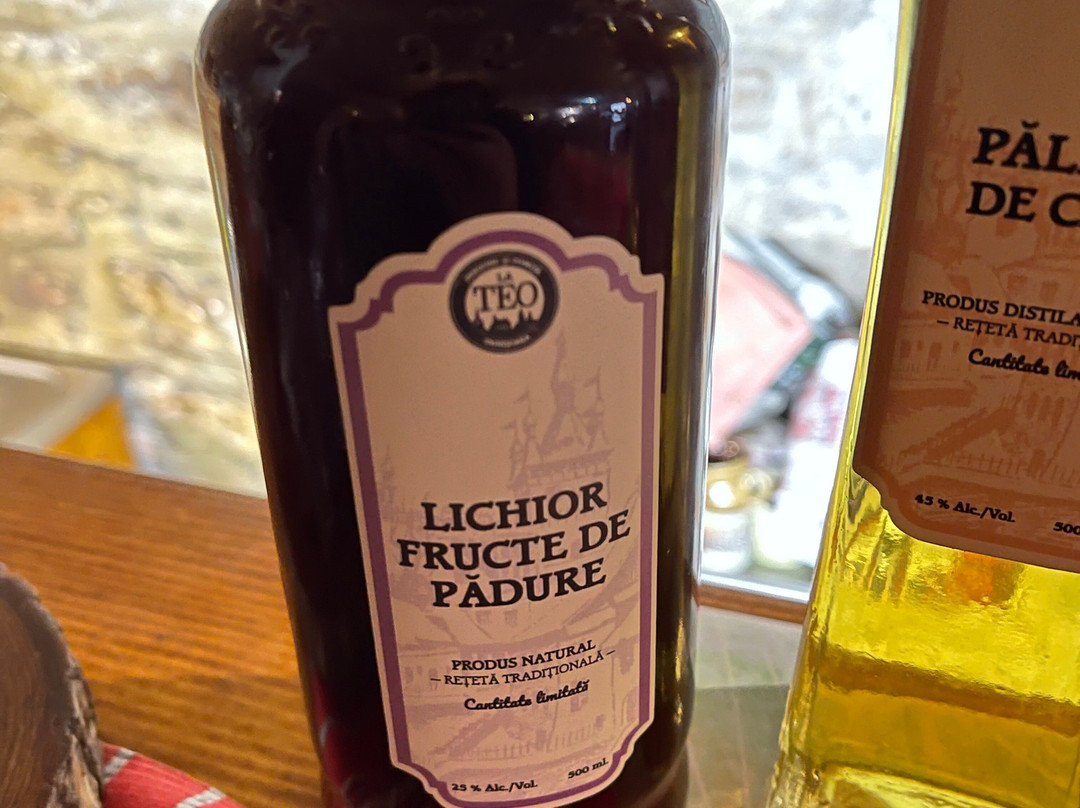 LA
TEO
LICHIOR
FRUCTE DE
PĂDURE
PRODUS NATURAL
— REȚETĂ TRADIȚIONALĂ —
Cantitate limitată
25 % Alc./Vol. 500 ml.
PĂL
DE C
PRODUS DISTILA
— REȚETĂ TRADIȚ
Cantitate lim
45 % Alc./Vol. 500